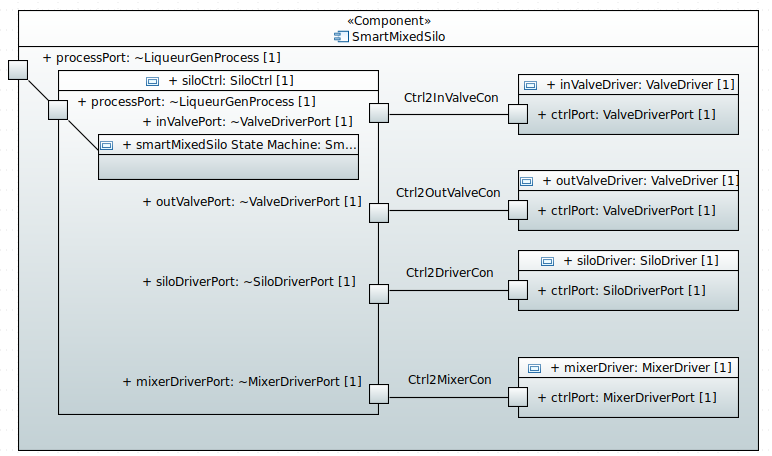 «Component»
SmartMixedSilo
+ processPort: ~LiqueurGenProcess [1]
+ siloCtrl: SiloCtrl [1]
+ processPort: ~LiqueurGenProcess [1]
+ inValvePort: ~ValveDriverPort [1]
+ smartMixedSilo State Machine: Sm...
+ outValvePort: ~ValveDriverPort [1]
+ siloDriverPort: ~SiloDriverPort [1]
+ mixerDriverPort: ~MixerDriverPort [1]
Ctrl2InValveCon
Ctrl2OutValveCon
Ctrl2DriverCon
Ctrl2MixerCon
+ inValveDriver: ValveDriver [1]
+ ctrlPort: ValveDriverPort [1]
+ outValveDriver: ValveDriver [1]
+ ctrlPort: ValveDriverPort [1]
+ siloDriver: SiloDriver [1]
+ ctrlPort: SiloDriverPort [1]
+ mixerDriver: MixerDriver [1]
+ ctrlPort: MixerDriverPort [1]